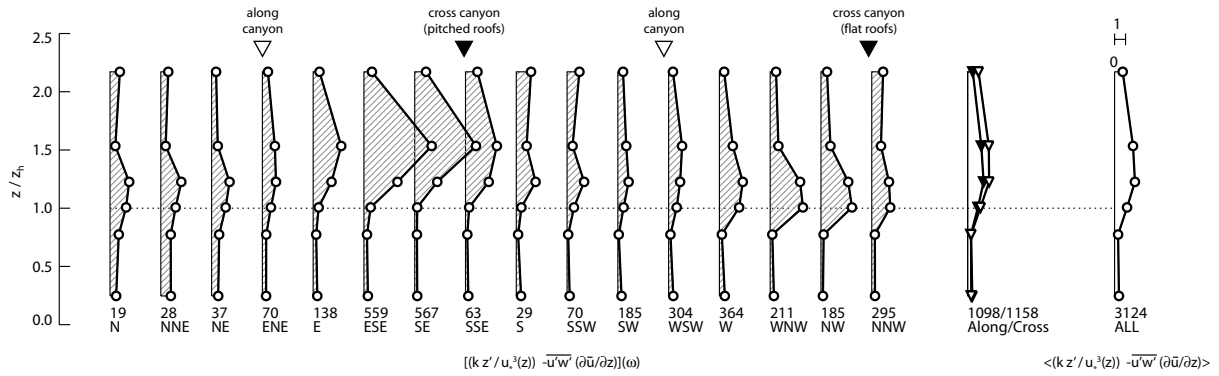 along
canyon
cross canyon
(pitched roofs)
along
canyon
cross canyon
(flat roofs)
1
0
z / zₕ
2.5
2.0
1.5
1.0
0.5
0.0
19 28 37 70 138 559 567 63 29 70 185 304 364 211 185 295 1098/1158 3124
N NNE NE ENE E ESE SE SSE S SSW SW WSW W WNW NW NNW Along/Cross ALL
[(k z'/ u*³(z)) -u'w' (∂ū/∂z)](ω) <(k z'/ u*³(z)) -u'w' (∂ū/∂z)>